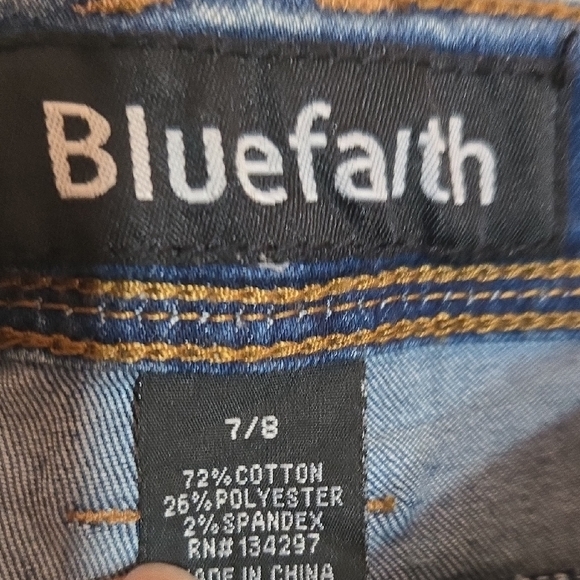 Bluefaith
7/8
72%COTTON
26%POLYESTER
2%SPANDEX
RN# 134297
MADE IN CHINA